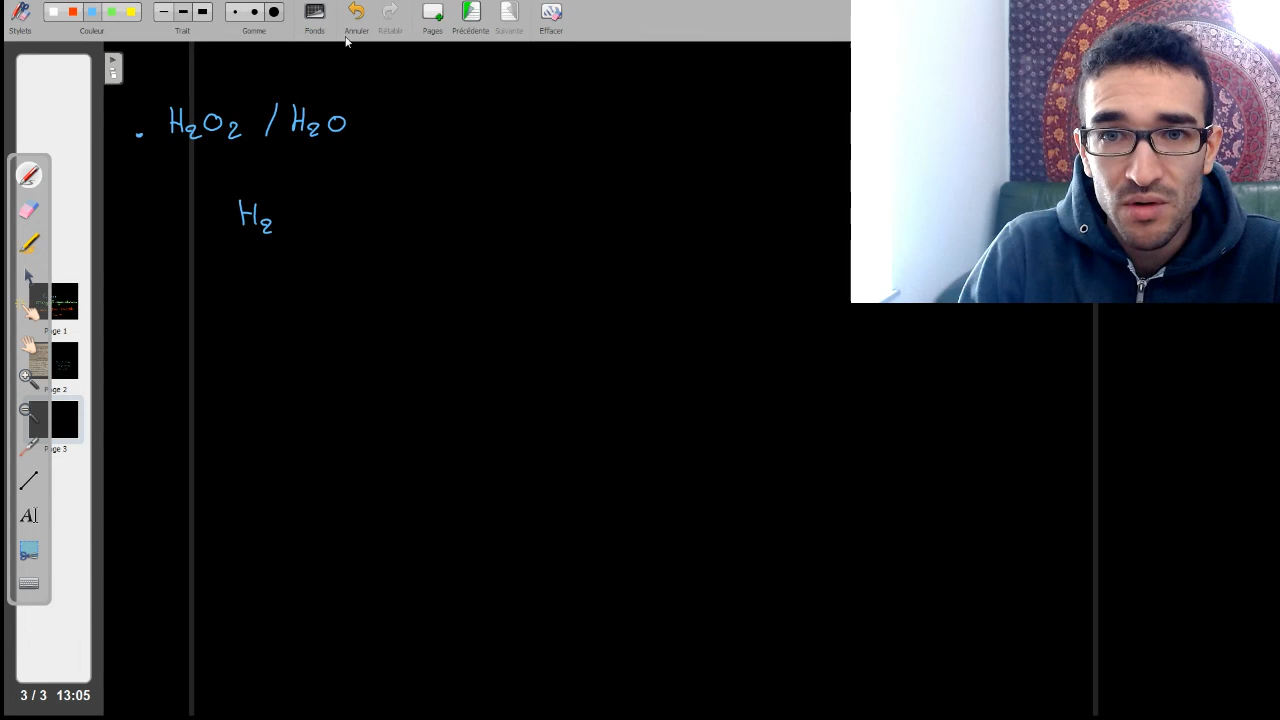 Stylets Couleur Trait Gomme Fonds Annuler Rétablir Pages Précédente Suivante Effacer
. H2O2 / H2O
H2
Page 1
Page 2
Page 3
3 / 3 13:05